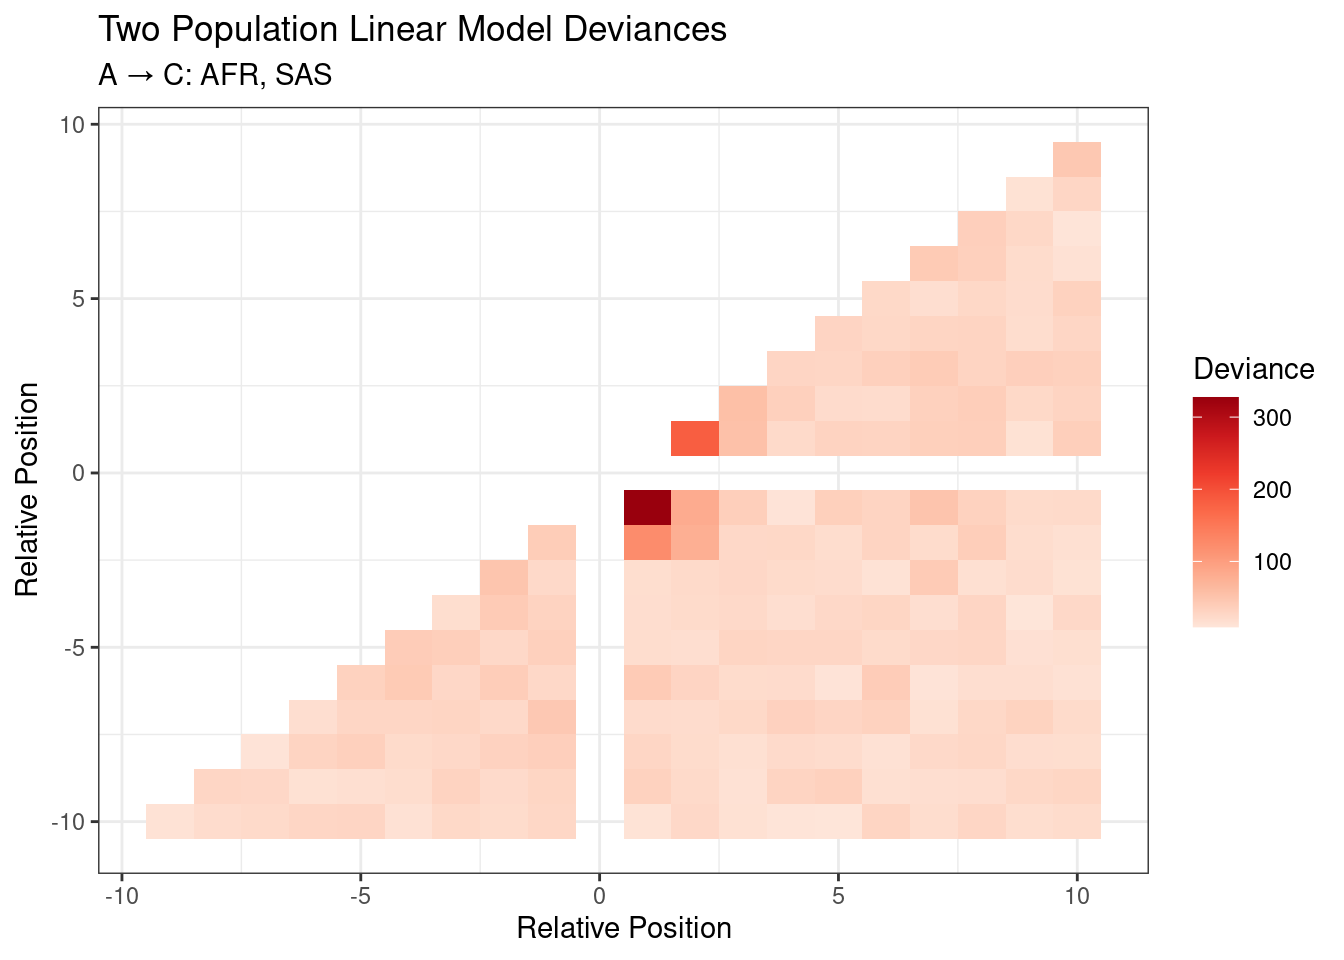 Two Population Linear Model Deviances
A → C: AFR, SAS
10
5
0
-5
-10
Relative Position
-10
-5
0
5
10
Relative Position
Deviance
300
200
100